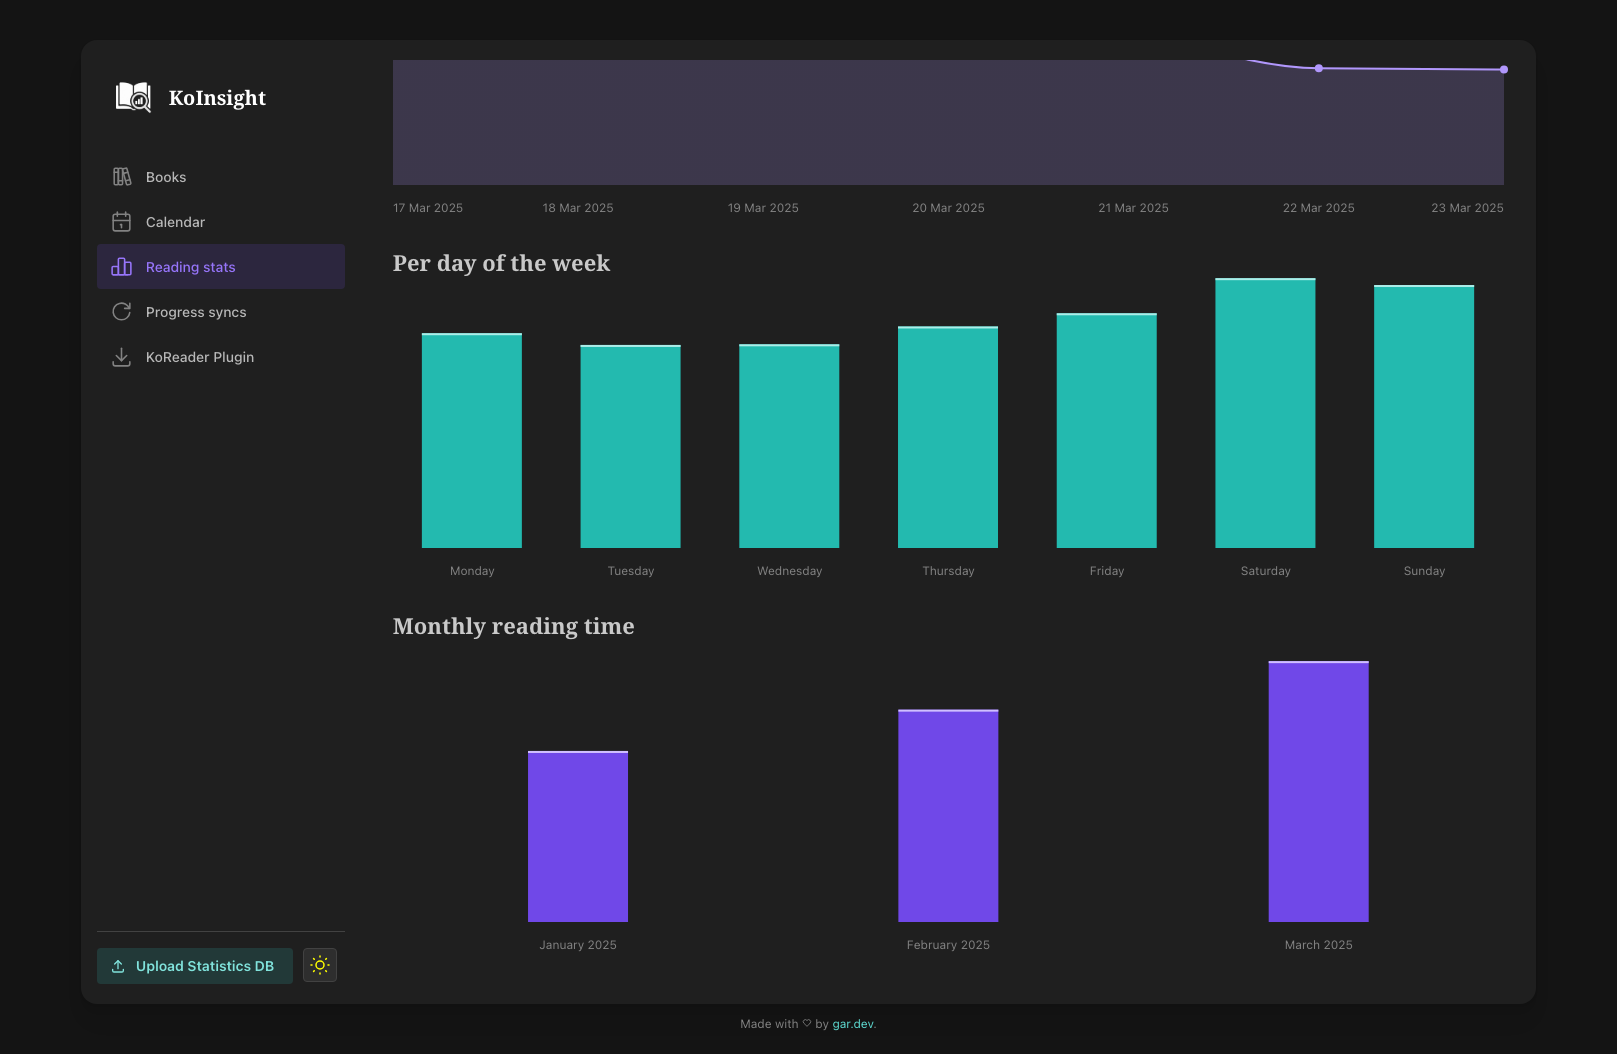 KoInsight
Books
Calendar
Reading stats
Progress syncs
KoReader Plugin
Upload Statistics DB
17 Mar 2025 18 Mar 2025 19 Mar 2025 20 Mar 2025 21 Mar 2025 22 Mar 2025 23 Mar 2025
Per day of the week
Monday Tuesday Wednesday Thursday Friday Saturday Sunday
Monthly reading time
January 2025 February 2025 March 2025
Made with ♡ by gar.dev.